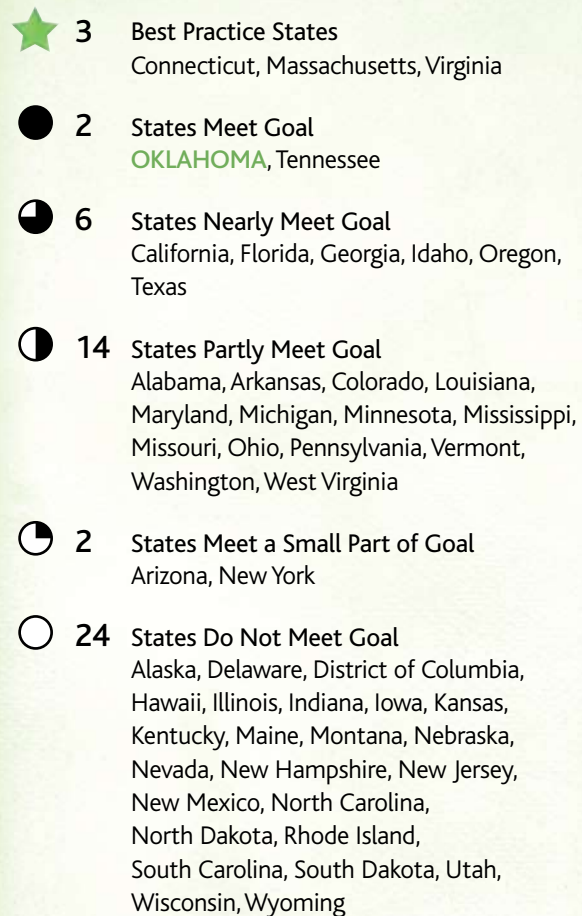 3 Best Practice States
Connecticut, Massachusetts, Virginia
2 States Meet Goal
OKLAHOMA, Tennessee
6 States Nearly Meet Goal
California, Florida, Georgia, Idaho, Oregon,
Texas
14 States Partly Meet Goal
Alabama, Arkansas, Colorado, Louisiana,
Maryland, Michigan, Minnesota, Mississippi,
Missouri, Ohio, Pennsylvania, Vermont,
Washington, West Virginia
2 States Meet a Small Part of Goal
Arizona, New York
24 States Do Not Meet Goal
Alaska, Delaware, District of Columbia,
Hawaii, Illinois, Indiana, Iowa, Kansas,
Kentucky, Maine, Montana, Nebraska,
Nevada, New Hampshire, New Jersey,
New Mexico, North Carolina,
North Dakota, Rhode Island,
South Carolina, South Dakota, Utah,
Wisconsin, Wyoming